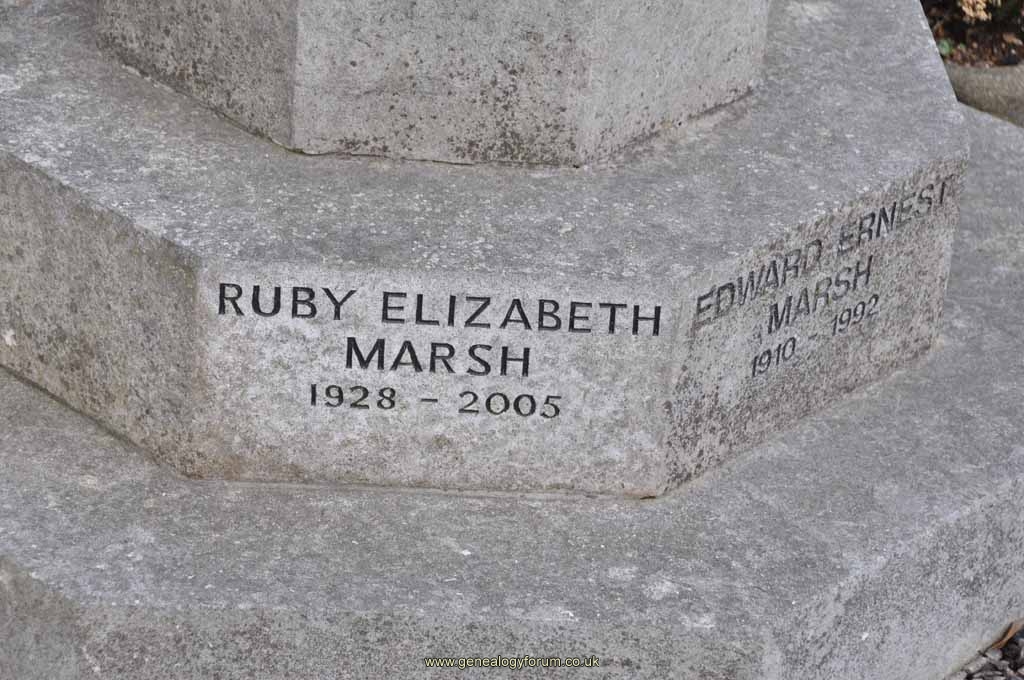 RUBY ELIZABETH
MARSH
1928 - 2005
EDWARD ERNEST
MARSH
1910 - 1992
www.genealogyforum.co.uk